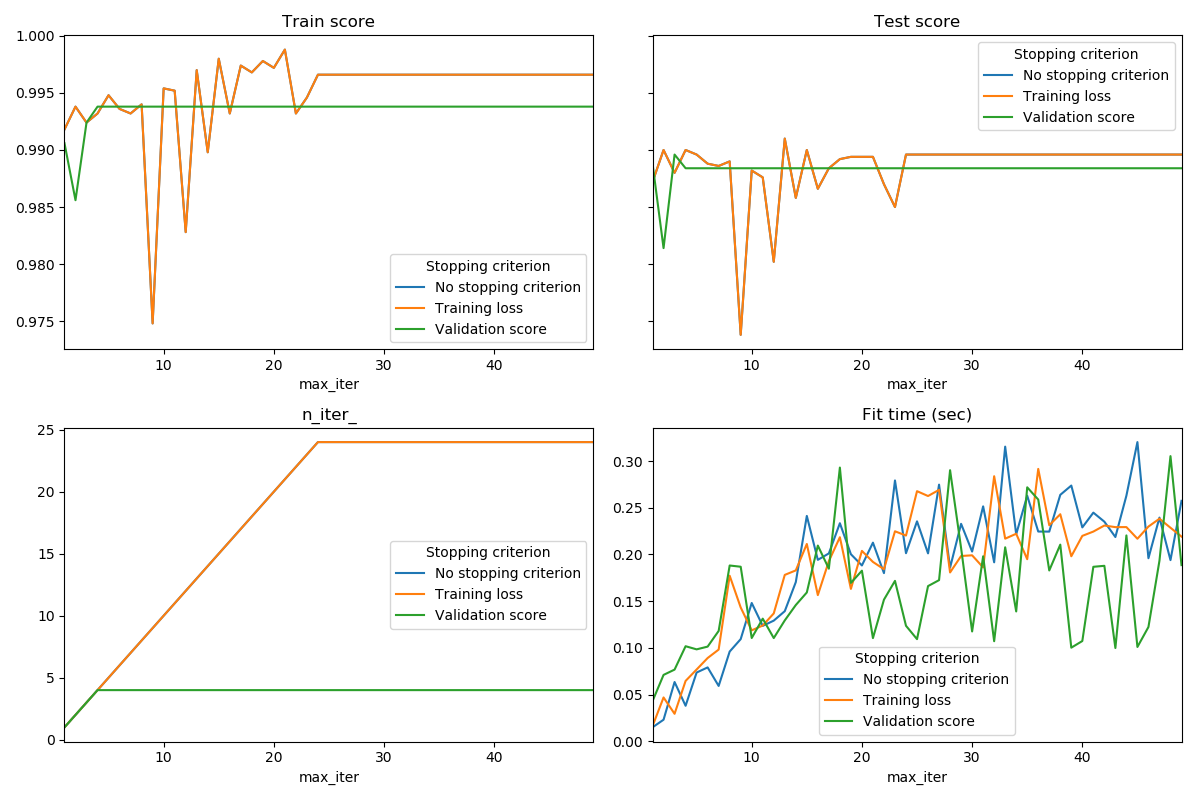 Train score
1.000
0.995
0.990
0.985
0.980
0.975
10
20
30
40
max_iter
Stopping criterion
No stopping criterion
Training loss
Validation score
Test score
10
20
30
40
max_iter
Stopping criterion
No stopping criterion
Training loss
Validation score
n_iter_
25
20
15
10
5
0
10
20
30
40
max_iter
Stopping criterion
No stopping criterion
Training loss
Validation score
Fit time (sec)
0.30
0.25
0.20
0.15
0.10
0.05
0.00
10
20
30
40
max_iter
Stopping criterion
No stopping criterion
Training loss
Validation score